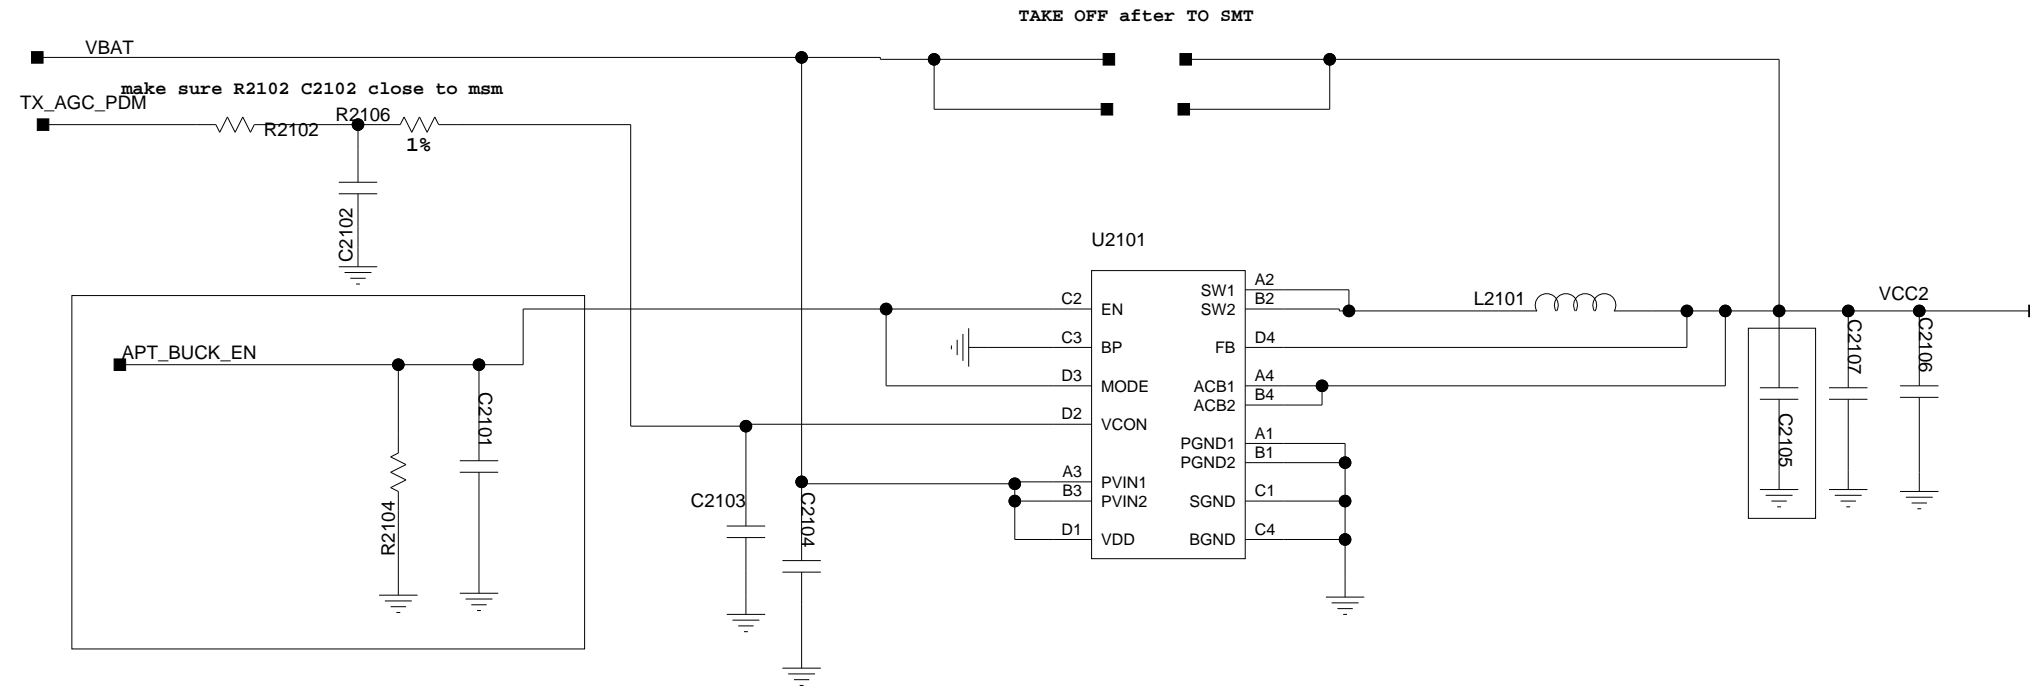 TAKE OFF after TO SMT
VBAT
make sure R2102 C2102 close to msm
TX_AGC_PDM
R2102
R2106
1%
C2102
U2101
APT_BUCK_EN
C2101
R2104
C2103
C2104
C2 EN
C3 BP
D3 MODE
D2 VCON
A3 PVIN1
B3 PVIN2
D1 VDD
SW1 A2
SW2 B2
FB D4
ACB1 A4
ACB2 B4
PGND1 A1
PGND2 B1
SGND C1
BGND C4
L2101
VCC2
C2105
C2107
C2106